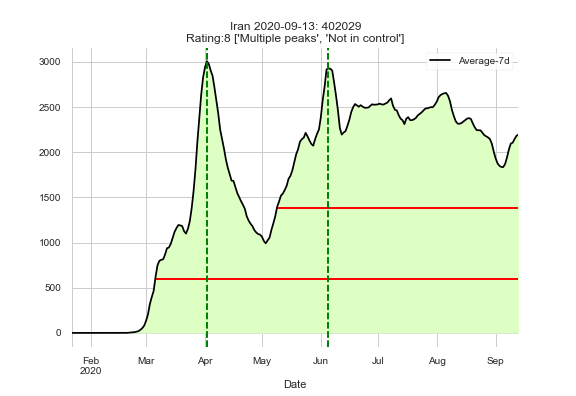 Iran 2020-09-13: 402029
Rating:8 ['Multiple peaks', 'Not in control']
Average-7d
3000
2500
2000
1500
1000
500
0
Feb Mar Apr May Jun Jul Aug Sep
2020
Date